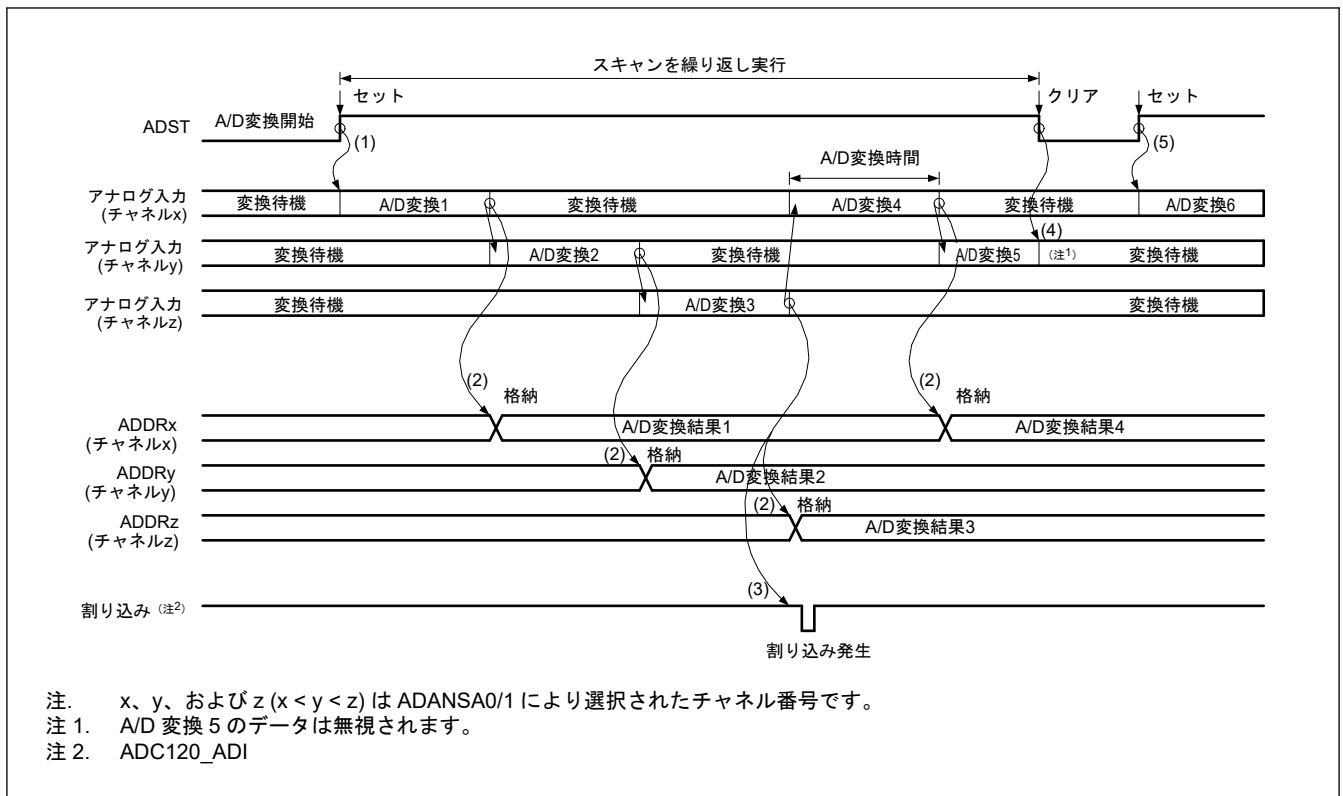 スキャンを繰り返し実行
セット クリア セット
ADST A/D変換開始
(1) (5)
A/D変換時間
アナログ入力 (チャネルx) 変換待機 A/D変換1 変換待機 A/D変換4 変換待機 A/D変換6
(4)
アナログ入力 (チャネルy) 変換待機 A/D変換2 変換待機 A/D変換5 (注1) 変換待機
アナログ入力 (チャネルz) 変換待機 A/D変換3 変換待機
(2) 格納 (2) 格納
ADDRx (チャネルx) A/D変換結果1 A/D変換結果4
(2) 格納
ADDRy (チャネルy) A/D変換結果2
(2) 格納
ADDRz (チャネルz) A/D変換結果3
(3)
割り込み (注2)
割り込み発生
注. x、y、および z (x < y < z) は ADANSA0/1 により選択されたチャネル番号です。
注 1. A/D 変換 5 のデータは無視されます。
注 2. ADC120_ADI